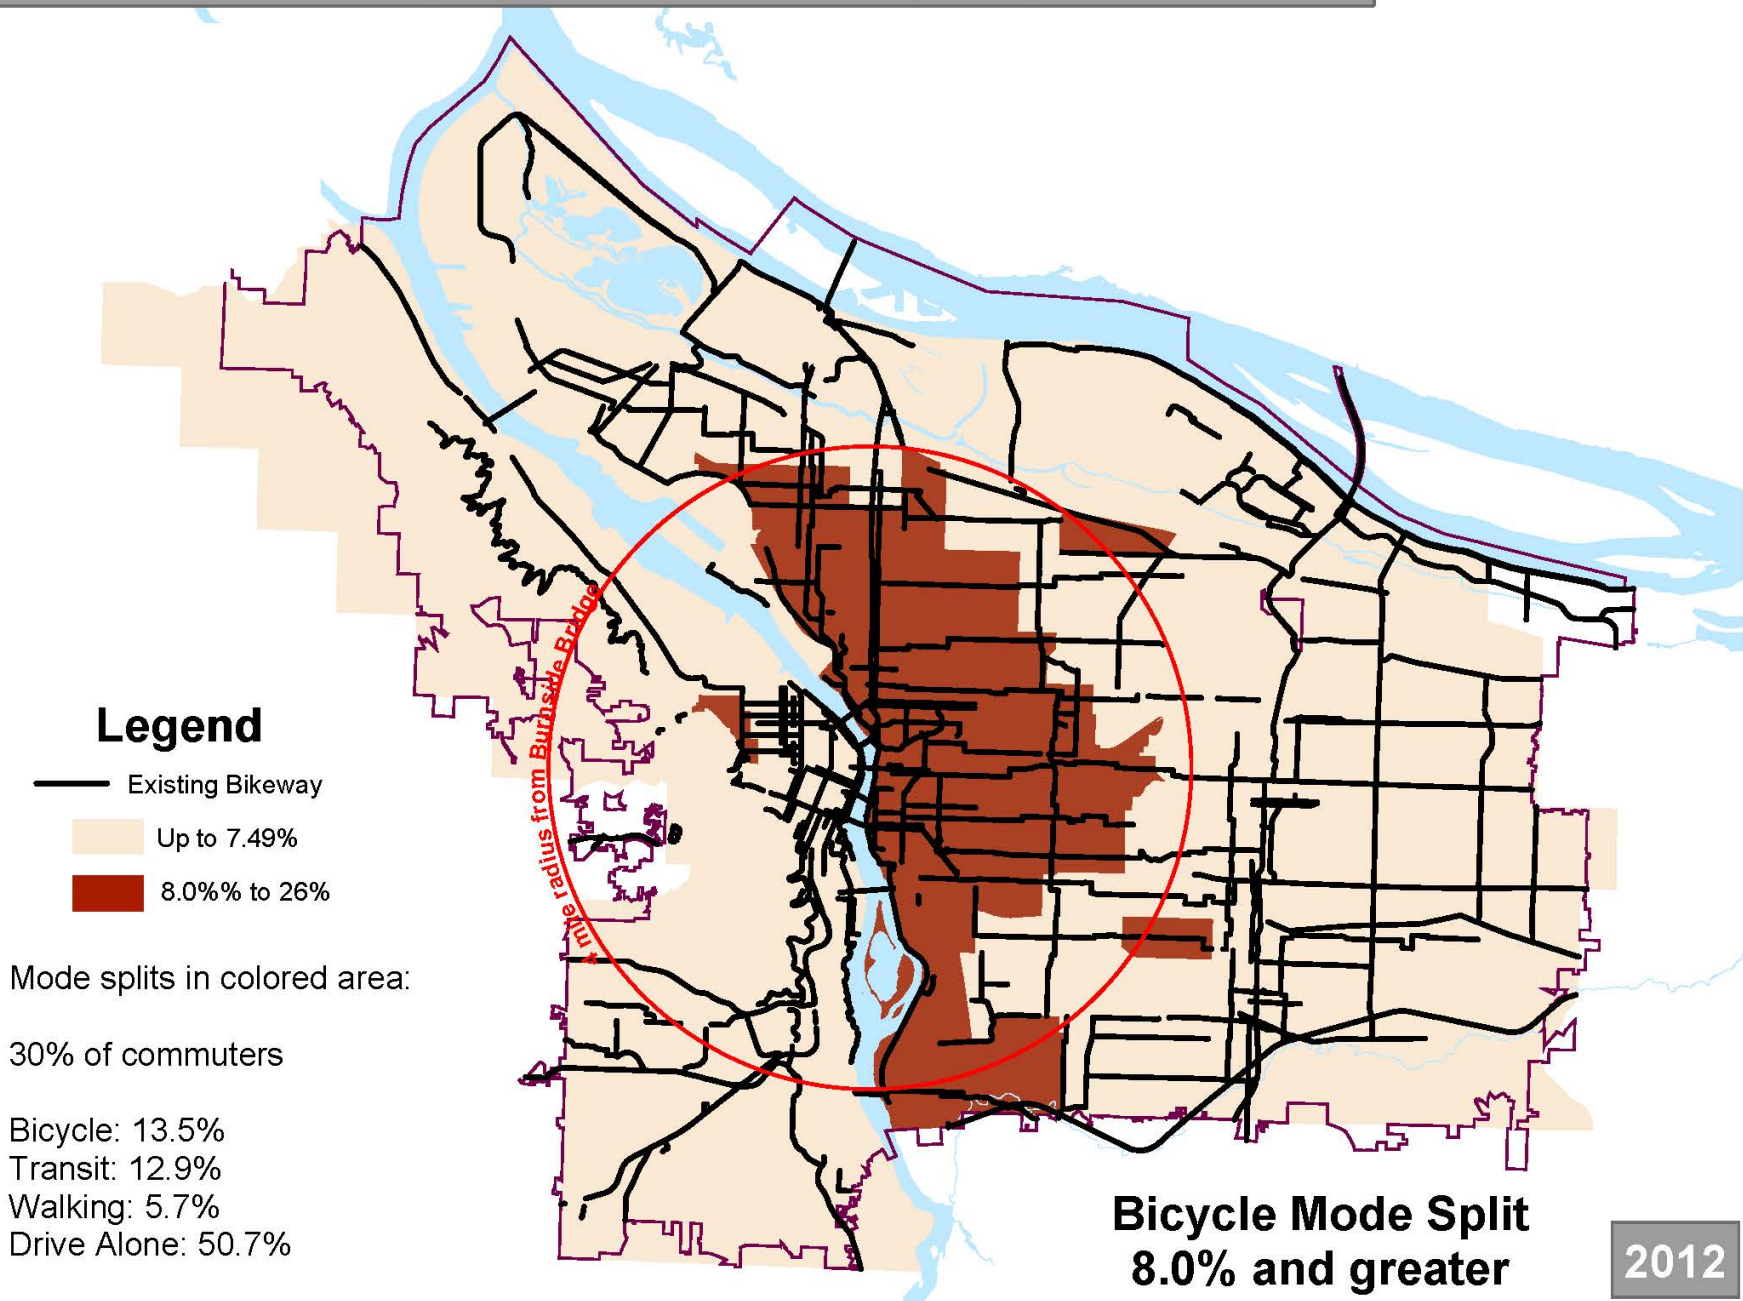 Legend
Existing Bikeway
Up to 7.49%
8.0%% to 26%
Mode splits in colored area:
30% of commuters
Bicycle: 13.5%
Transit: 12.9%
Walking: 5.7%
Drive Alone: 50.7%
4 mile radius from Burnside Bridge
Bicycle Mode Split
8.0% and greater
2012